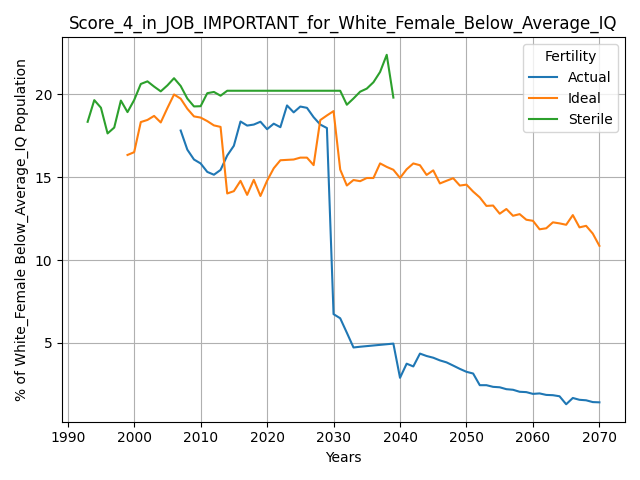 Score_4_in_JOB_IMPORTANT_for_White_Female_Below_Average_IQ
% of White_Female Below_Average_IQ Population
20
15
10
5
Fertility
Actual
Ideal
Sterile
1990 2000 2010 2020 2030 2040 2050 2060 2070
Years